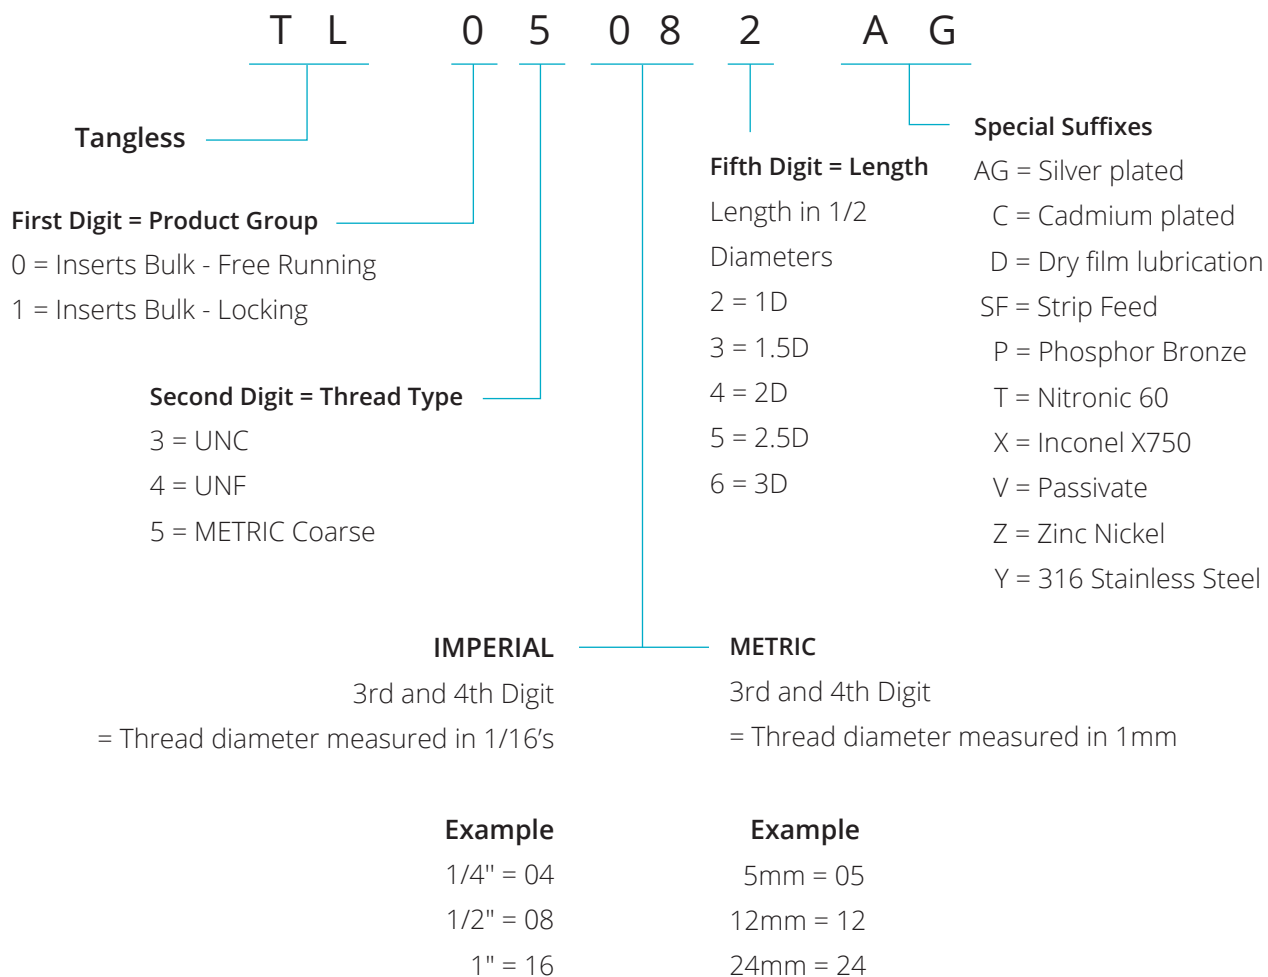 T L 0 5 0 8 2 A G
Tangless
First Digit = Product Group
0 = Inserts Bulk - Free Running
1 = Inserts Bulk - Locking
Second Digit = Thread Type
3 = UNC
4 = UNF
5 = METRIC Coarse
IMPERIAL
3rd and 4th Digit
= Thread diameter measured in 1/16’s
Example
1/4" = 04
1/2" = 08
1" = 16
METRIC
3rd and 4th Digit
= Thread diameter measured in 1mm
Example
5mm = 05
12mm = 12
24mm = 24
Fifth Digit = Length
Length in 1/2
Diameters
2 = 1D
3 = 1.5D
4 = 2D
5 = 2.5D
6 = 3D
Special Suffixes
AG = Silver plated
C = Cadmium plated
D = Dry film lubrication
SF = Strip Feed
P = Phosphor Bronze
T = Nitronic 60
X = Inconel X750
V = Passivate
Z = Zinc Nickel
Y = 316 Stainless Steel